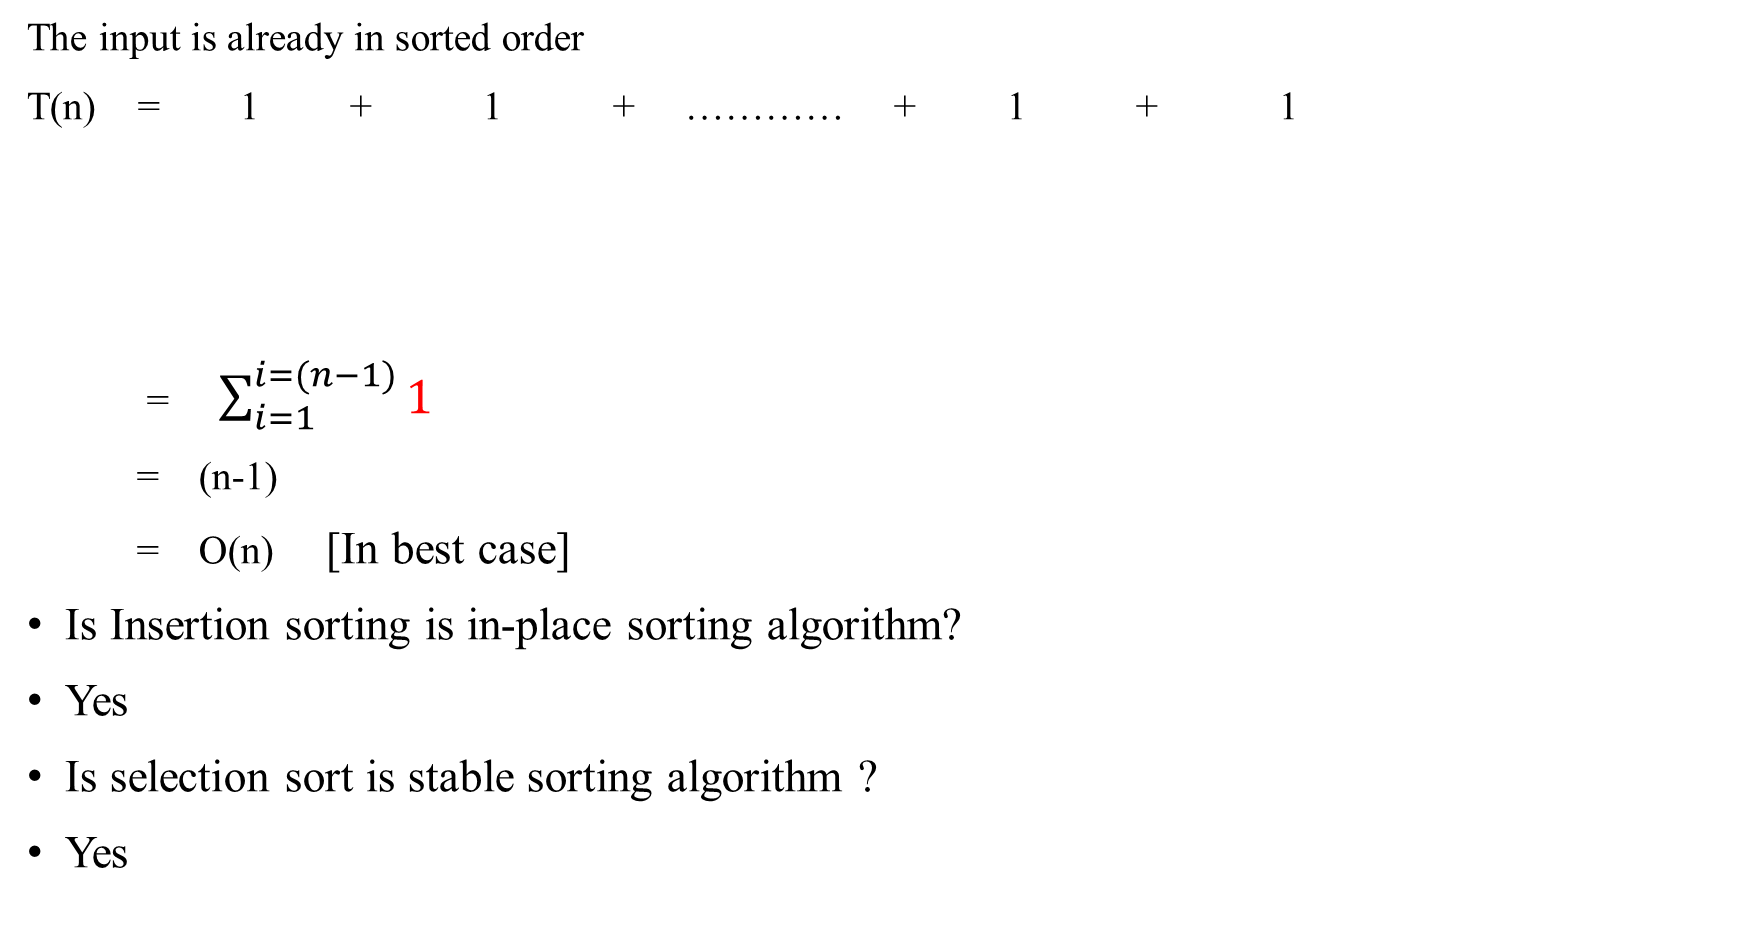 The input is already in sorted order
T(n) = 1 + 1 + ............ + 1 + 1
= ∑_{i=1}^{i=(n−1)} 1
= (n-1)
= O(n) [In best case]
• Is Insertion sorting is in-place sorting algorithm?
• Yes
• Is selection sort is stable sorting algorithm ?
• Yes